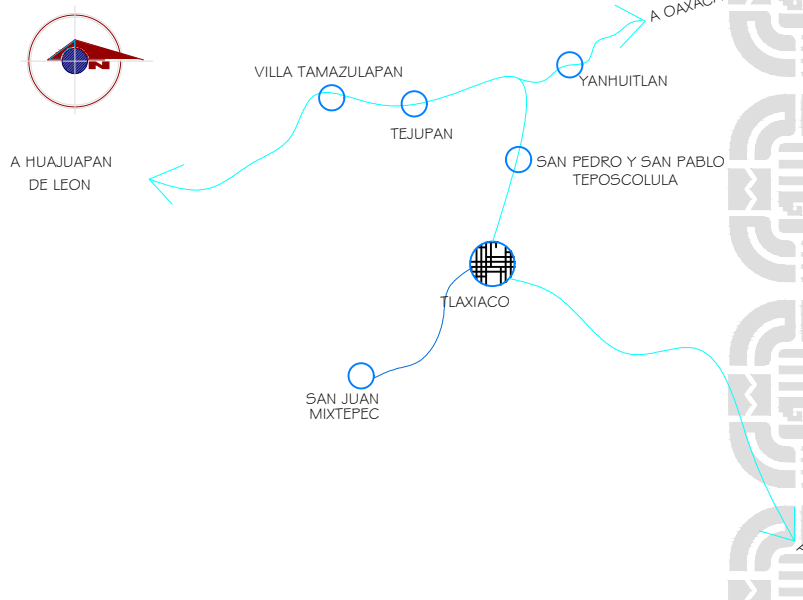 A OAXACA
N
VILLA TAMAZULAPAN
YANHUITLAN
TEJUPAN
A HUAJUAPAN
DE LEON
SAN PEDRO Y SAN PABLO
TEPOSCOLULA
TLAXIACO
SAN JUAN
MIXTEPEC